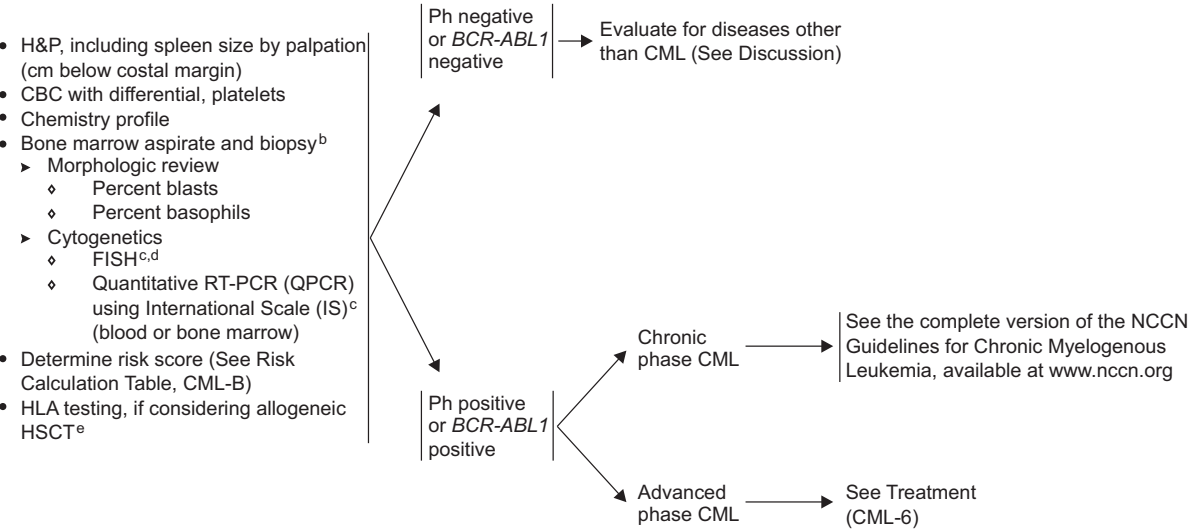 • H&P, including spleen size by palpation
(cm below costal margin)
• CBC with differential, platelets
• Chemistry profile
• Bone marrow aspirate and biopsyᵇ
➤ Morphologic review
◊ Percent blasts
◊ Percent basophils
➤ Cytogenetics
◊ FISHᶜ,ᵈ
◊ Quantitative RT-PCR (QPCR)
using International Scale (IS)ᶜ
(blood or bone marrow)
• Determine risk score (See Risk
Calculation Table, CML-B)
• HLA testing, if considering allogeneic
HSCTᵉ
Ph negative
or BCR-ABL1
negative
Evaluate for diseases other
than CML (See Discussion)
Ph positive
or BCR-ABL1
positive
Chronic
phase CML
See the complete version of the NCCN
Guidelines for Chronic Myelogenous
Leukemia, available at www.nccn.org
Advanced
phase CML
See Treatment
(CML-6)